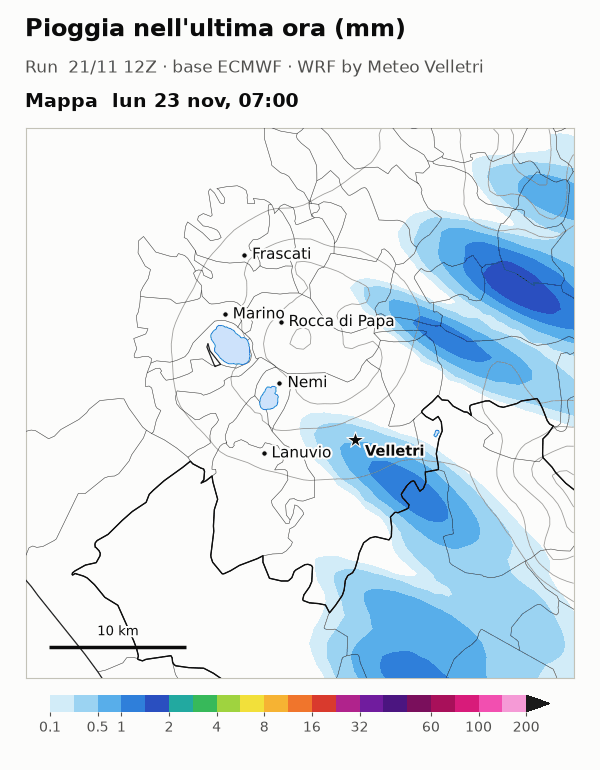 Pioggia nell'ultima ora (mm)
Run  21/11 12Z · base ECMWF · WRF by Meteo Velletri
Mappa  lun 23 nov, 07:00
Frascati
Marino
Rocca di Papa
Nemi
Velletri
Lanuvio
10 km
0.1 0.5 1 2 4 8 16 32 60 100 200